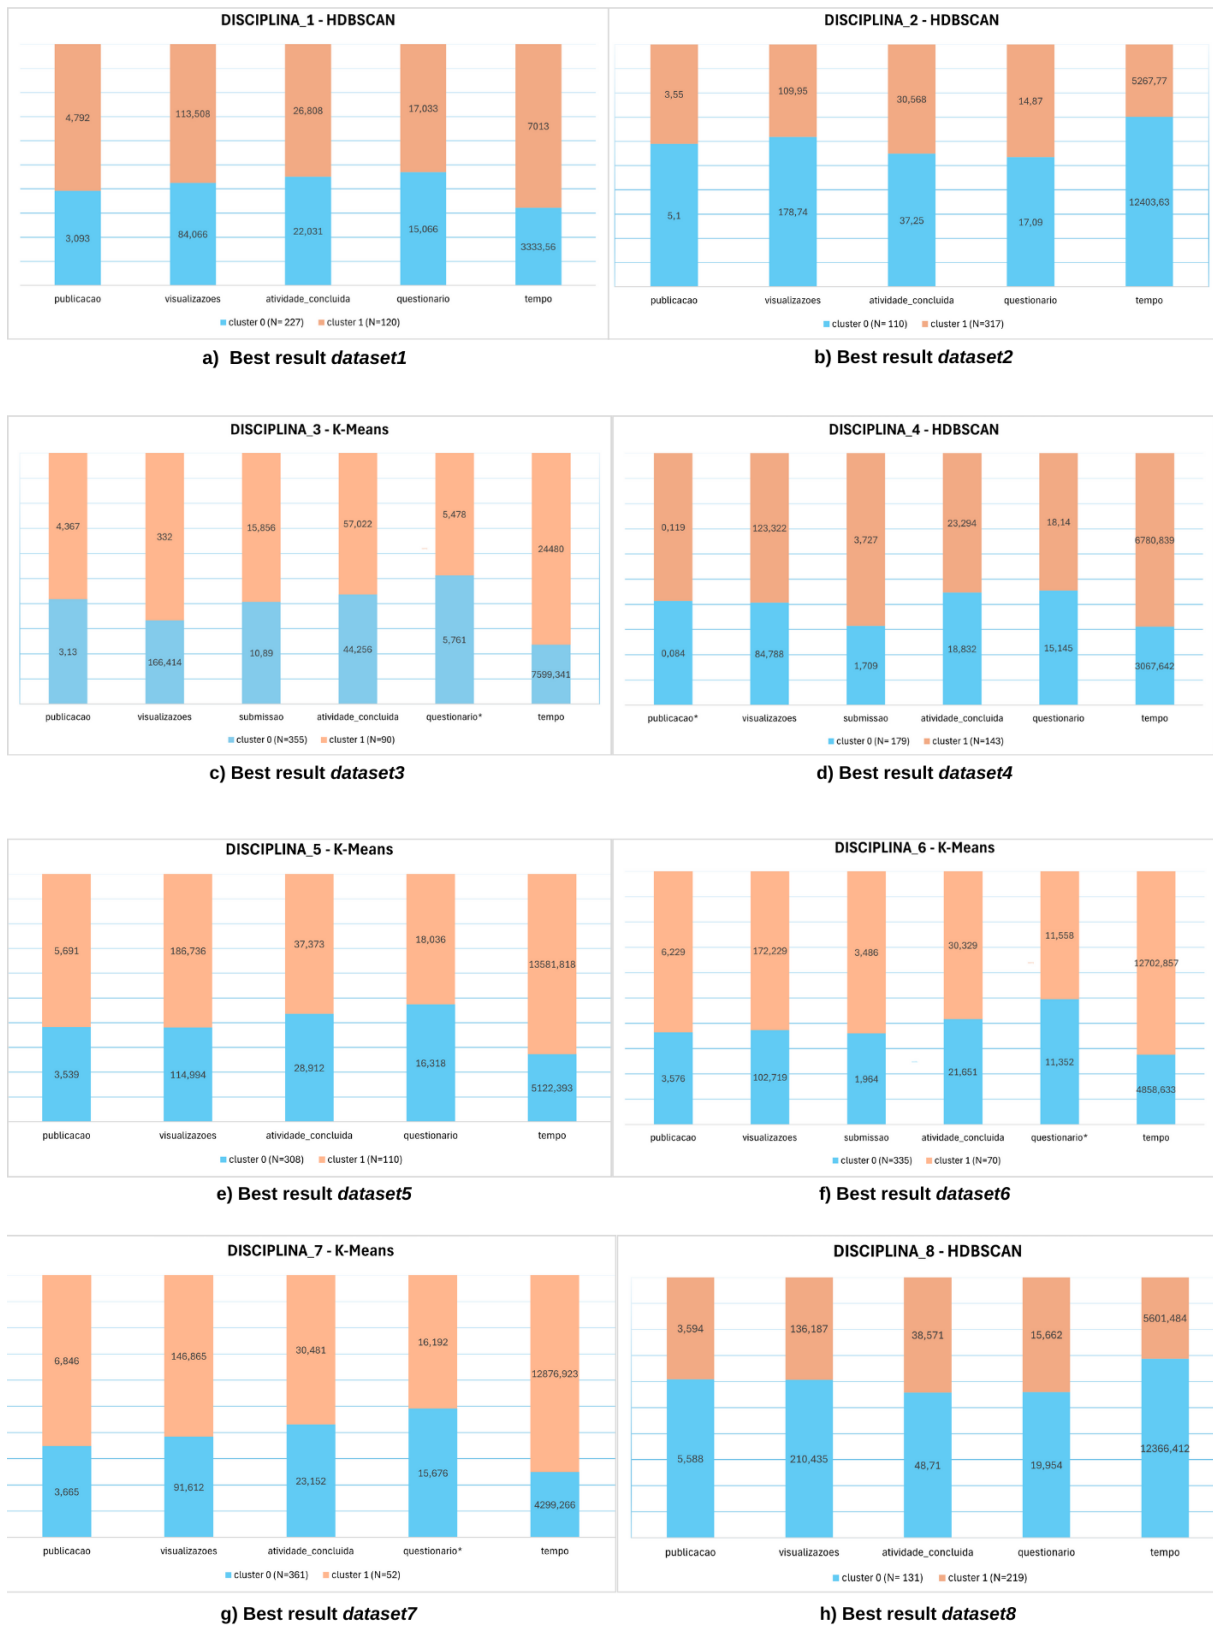 DISCIPLINA_1 - HDBSCAN
4,792
113,508
26,808
17,033
7013
3,093
84,066
22,031
15,066
3333,56
publicacao visualizazoes atividade_concluida questionario tempo
cluster 0 (N= 227) cluster 1 (N=120)
a) Best result dataset1
DISCIPLINA_2 - HDBSCAN
3,55
109,95
30,568
14,87
5267,77
5,1
178,74
37,25
17,09
12403,63
publicacao visualizazoes atividade_concluida questionario tempo
cluster 0 (N= 110) cluster 1 (N=317)
b) Best result dataset2
DISCIPLINA_3 - K-Means
4,367
332
15,856
57,022
5,478
24480
3,13
166,414
10,89
44,256
5,761
7599,341
publicacao visualizazoes submissao atividade_concluida questionario* tempo
cluster 0 (N=355) cluster 1 (N=90)
c) Best result dataset3
DISCIPLINA_4 - HDBSCAN
0,119
123,322
3,727
23,294
18,14
6780,839
0,084
84,788
1,709
18,832
15,145
3067,642
publicacao* visualizazoes submissao atividade_concluida questionario tempo
cluster 0 (N= 179) cluster 1 (N=143)
d) Best result dataset4
DISCIPLINA_5 - K-Means
5,691
186,736
37,373
18,036
13581,818
3,539
114,994
28,912
16,318
5122,393
publicacao visualizazoes atividade_concluida questionario tempo
cluster 0 (N=308) cluster 1 (N=110)
e) Best result dataset5
DISCIPLINA_6 - K-Means
6,229
172,229
3,486
30,329
11,558
12702,857
3,576
102,719
1,964
21,651
11,352
4858,633
publicacao visualizazoes submissao atividade_concluida questionario* tempo
cluster 0 (N=335) cluster 1 (N=70)
f) Best result dataset6
DISCIPLINA_7 - K-Means
6,846
146,865
30,481
16,192
12876,923
3,665
91,612
23,152
15,676
4299,266
publicacao visualizazoes atividade_concluida questionario* tempo
cluster 0 (N=361) cluster 1 (N=52)
g) Best result dataset7
DISCIPLINA_8 - HDBSCAN
3,594
136,187
38,571
15,662
5601,484
5,588
210,435
48,71
19,954
12366,412
publicacao visualizazoes atividade_concluida questionario tempo
cluster 0 (N= 131) cluster 1 (N=219)
h) Best result dataset8